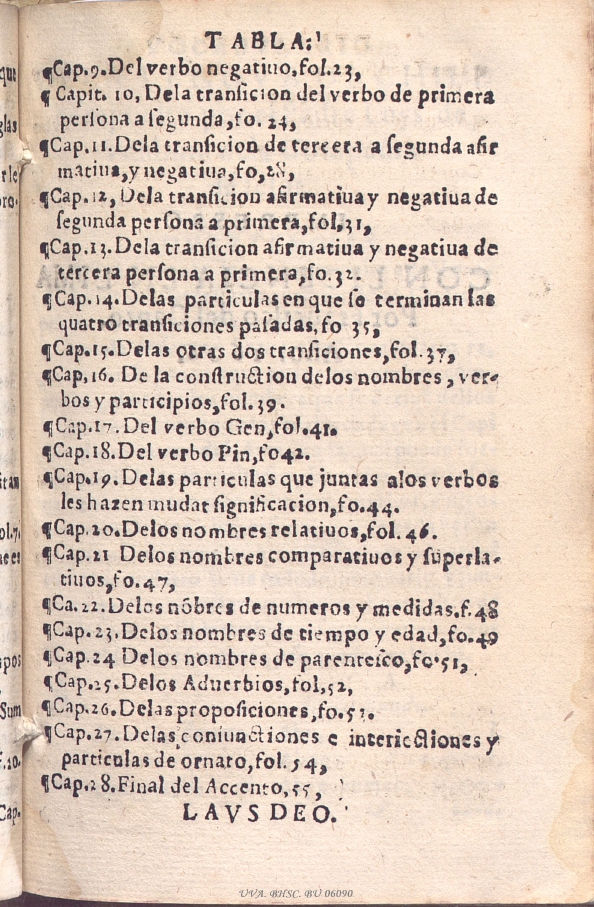 TABLA:
¶Cap.9.Del verbo negatiuo,fol.23,
¶ Capit. 10, Dela transicion del verbo de primera
persona a segunda,fo. 24,
¶Cap.11.Dela transicion de tercera a segunda afir
matiua,y negatiua,fo,28,
¶Cap.12, Dela transicion afirmatiua y negatiua de
segunda persona a primera,fol,31,
¶Cap.13.Dela transicion afirmatiua y negatiua de
tercera persona a primera,fo.32.
¶Cap.14.Delas particulas en que se terminan las
quatro transiciones pasadas,fo 35,
¶Cap.15.Delas otras dos transiciones,fol.37,
¶Cap,16. De la construction delos nombres, ver-
bos y participios,fol.39.
¶Cap.17.Del verbo Gen,fol.41.
¶Cap.18.Del verbo Pin,fo42.
¶Cap.19.Delas particulas que juntas alos verbos
les hazen mudar significacion,fo.44.
¶Cap.20.Delos nombres relatiuos,fol.46.
¶Cap.21 Delos nombres comparatiuos y superla-
tiuos,fo.47,
¶Ca.22.Delos nõbres de numeros y medidas.f.48
¶Cap.23.Delos nombres de tiempo y edad,fo.49
¶Cap.24 Delos nombres de parentesco,fo.51,
¶Cap.25.Delos Aduerbios,fol,52,
¶Cap.26.Delas proposiciones,fo.53.
¶Cap.27.Delas coniunctiones e interiectiones y
particulas de ornato,fol.54,
¶Cap.28.Final del Accento,55,
LAVS DEO.
UVA. BHSC. BU 06090